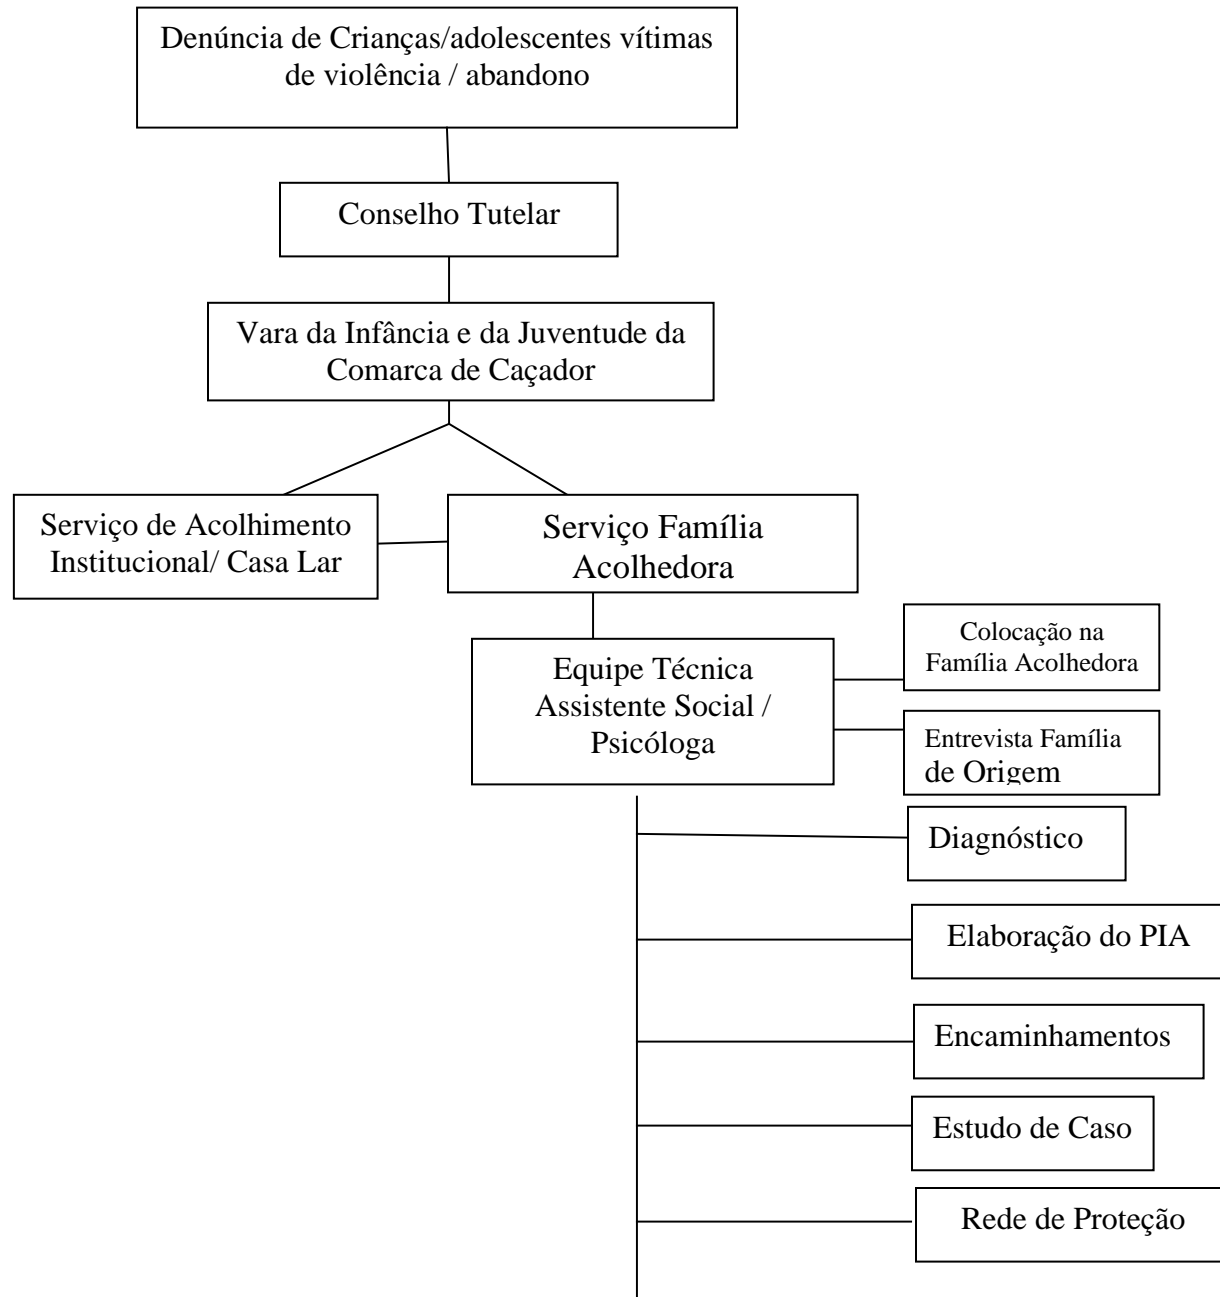 Denúncia de Crianças/adolescentes vítimas
de violência / abandono
Conselho Tutelar
Vara da Infância e da Juventude da
Comarca de Caçador
Serviço de Acolhimento
Institucional/ Casa Lar
Serviço Família
Acolhedora
Equipe Técnica
Assistente Social /
Psicóloga
Colocação na
Família Acolhedora
Entrevista Família
de Origem
Diagnóstico
Elaboração do PIA
Encaminhamentos
Estudo de Caso
Rede de Proteção